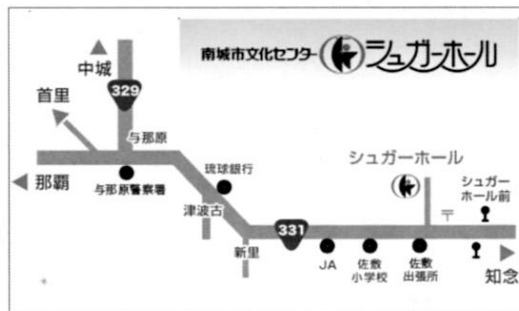 南城市文化センター シュガーホール
中城
329
首里
与那原
那覇
与那原警察署
琉球銀行
津波古
新里
331
シュガーホール
〒
シュガー
ホール前
JA
佐敷
小学校
佐敷
出張所
知念